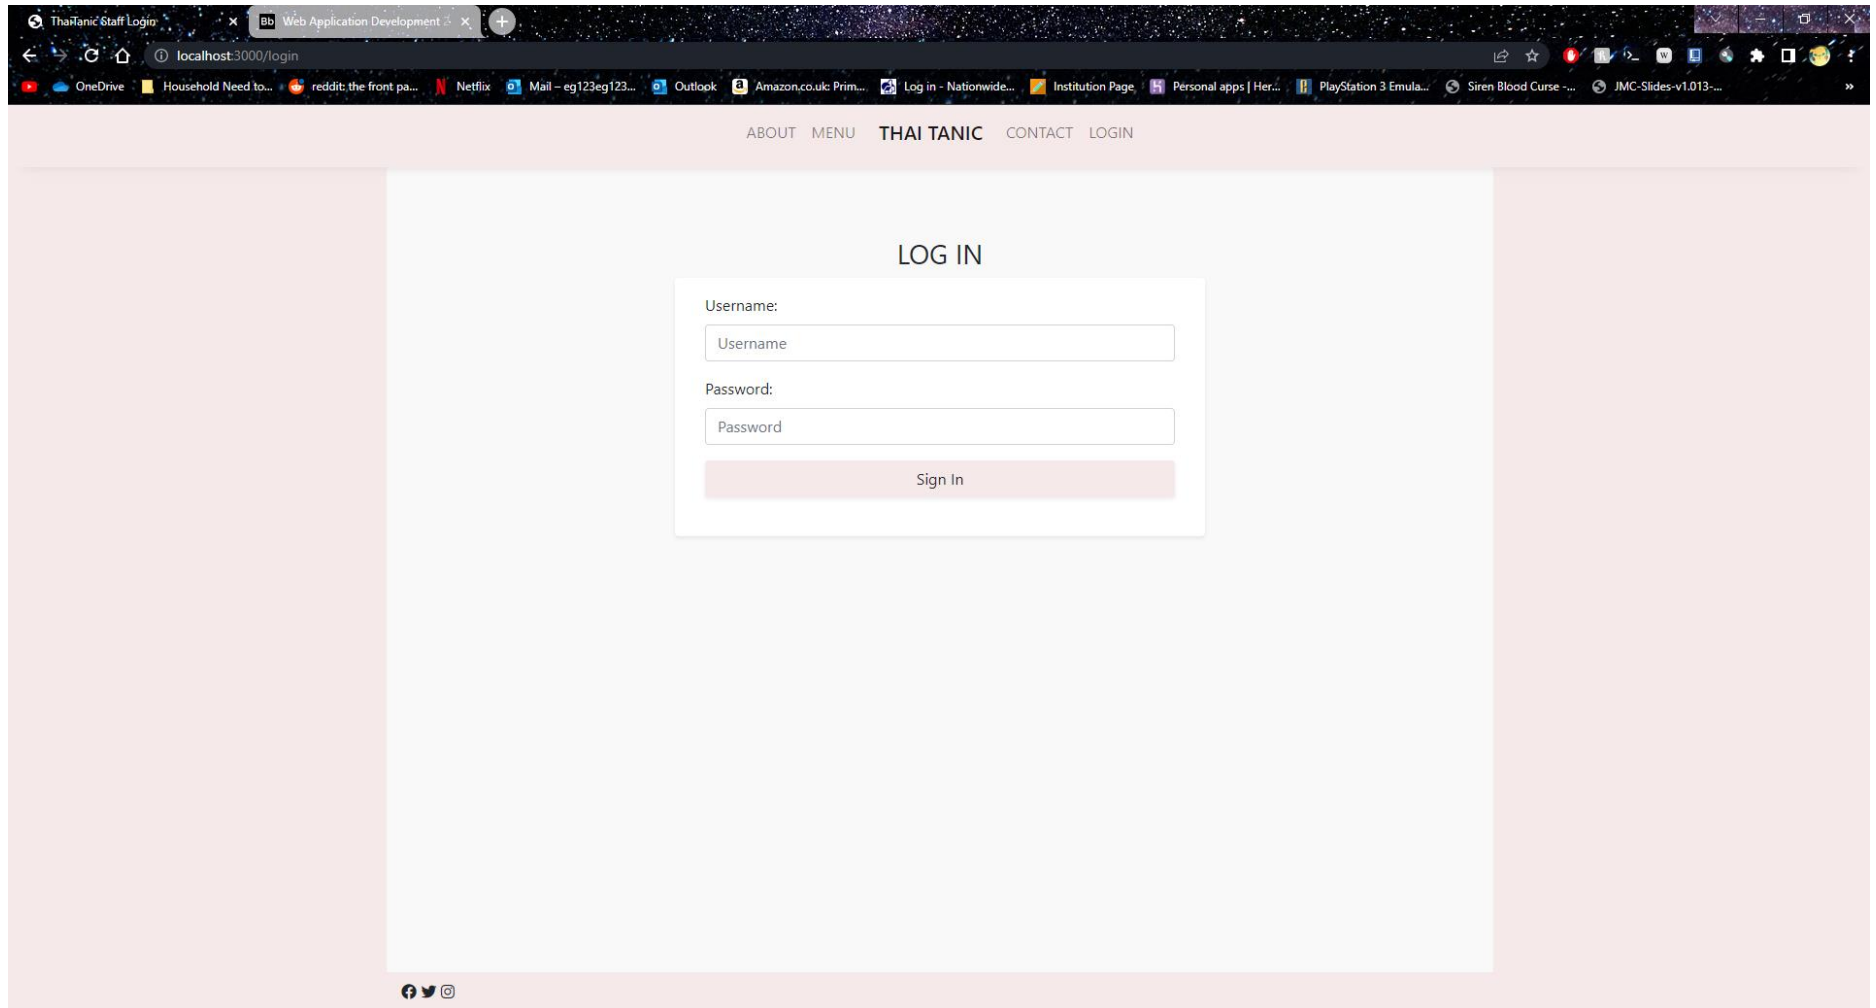 ThaiTanic Staff Login
Bb Web Application Development 2
localhost:3000/login
OneDrive Household Need to... reddit: the front pa... Netflix Mail – eg123eg123... Outlook Amazon.co.uk: Prim... Log in - Nationwide... Institution Page Personal apps | Her... PlayStation 3 Emula... Siren Blood Curse -... JMC-Slides-v1.013-... »
ABOUT MENU THAI TANIC CONTACT LOGIN
LOG IN
Username:
Username
Password:
Password
Sign In